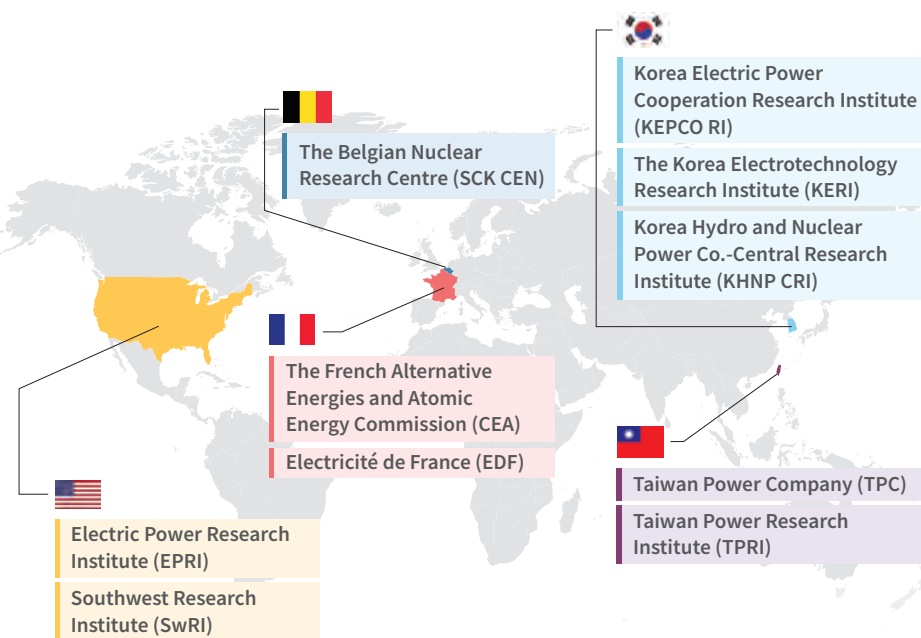 Korea Electric Power
Cooperation Research Institute
(KEPCO RI)
The Korea Electrotechnology
Research Institute (KERI)
Korea Hydro and Nuclear
Power Co.-Central Research
Institute (KHNP CRI)
The Belgian Nuclear
Research Centre (SCK CEN)
The French Alternative
Energies and Atomic
Energy Commission (CEA)
Electricité de France (EDF)
Taiwan Power Company (TPC)
Taiwan Power Research
Institute (TPRI)
Electric Power Research
Institute (EPRI)
Southwest Research
Institute (SwRI)